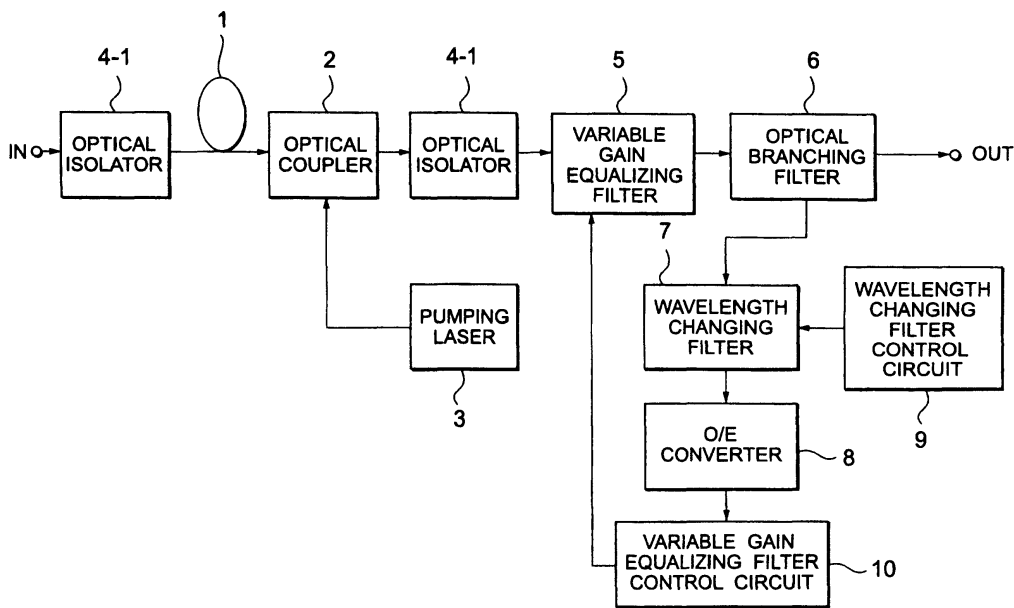 1
4-1
2
4-1
5
6
IN
OPTICAL
ISOLATOR
OPTICAL
COUPLER
OPTICAL
ISOLATOR
VARIABLE
GAIN
EQUALIZING
FILTER
OPTICAL
BRANCHING
FILTER
OUT
7
PUMPING
LASER
3
WAVELENGTH
CHANGING
FILTER
WAVELENGTH
CHANGING
FILTER
CONTROL
CIRCUIT
9
O/E
CONVERTER
8
VARIABLE GAIN
EQUALIZING FILTER
CONTROL CIRCUIT
10